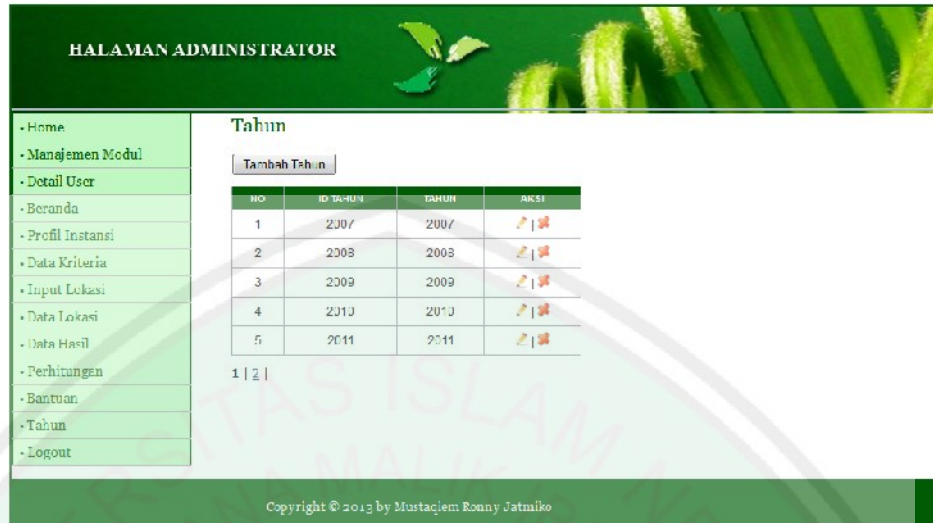 HALAMAN ADMINISTRATOR
• Home
• Manajemen Modul
• Detail User
• Beranda
• Profil Instansi
• Data Kriteria
• Input Lokasi
• Data Lokasi
• Data Hasil
• Perhitungan
• Bantuan
• Tahun
• Logout
Tahun
Tambah Tahun
NO ID TAHUN TAHUN AKSI
1 2007 2007 |
2 2008 2008 |
3 2009 2009 |
4 2010 2010 |
5 2011 2011 |
1 | 2 |
Copyright © 2013 by Mustaqiem Ronny Jatmiko